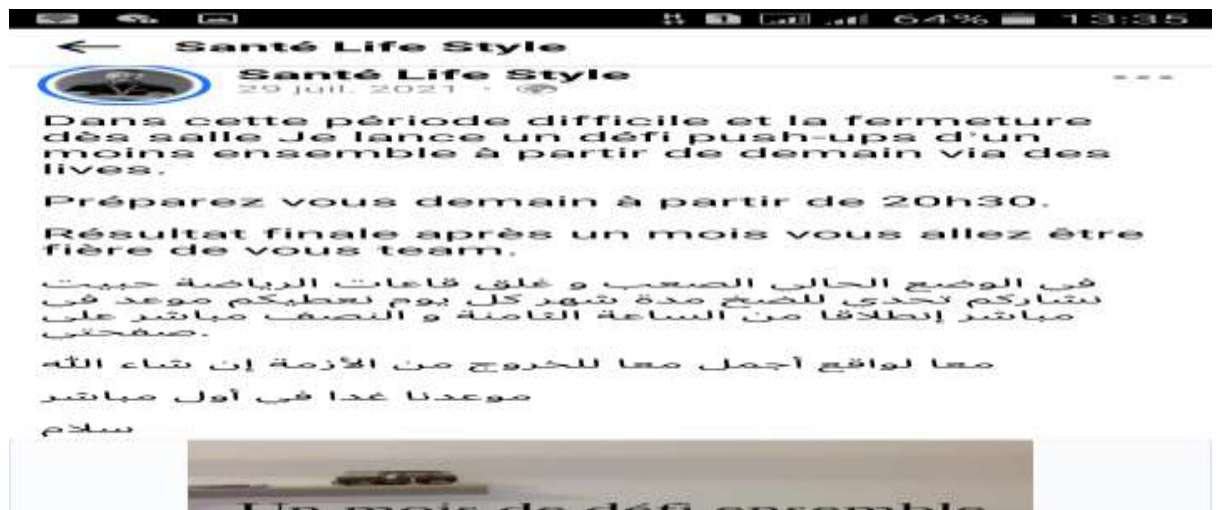 64% 13:35
Santé Life Style
Santé Life Style
29 juil. 2021
Dans cette période difficile et la fermeture
dès salle Je lance un défi push-ups d'un
moins ensemble à partir de demain via des
lives.
Préparez vous demain à partir de 20h30.
Résultat finale après un mois vous allez être
fière de vous team.
في الوضع الحالي الصعب و غلق قاعات الرياضة حبيت
نشارككم تحدي للضخ مدة شهر كل يوم نعطيكم موعد في
مباشر إنطلاقا من الساعة الثامنة و النصف مباشر على
صفحتي.
معا لواقع أجمل معا للخروج من الأزمة إن شاء الله
موعدنا غدا في أول مباشر
سلام
Un mois de défi ensemble